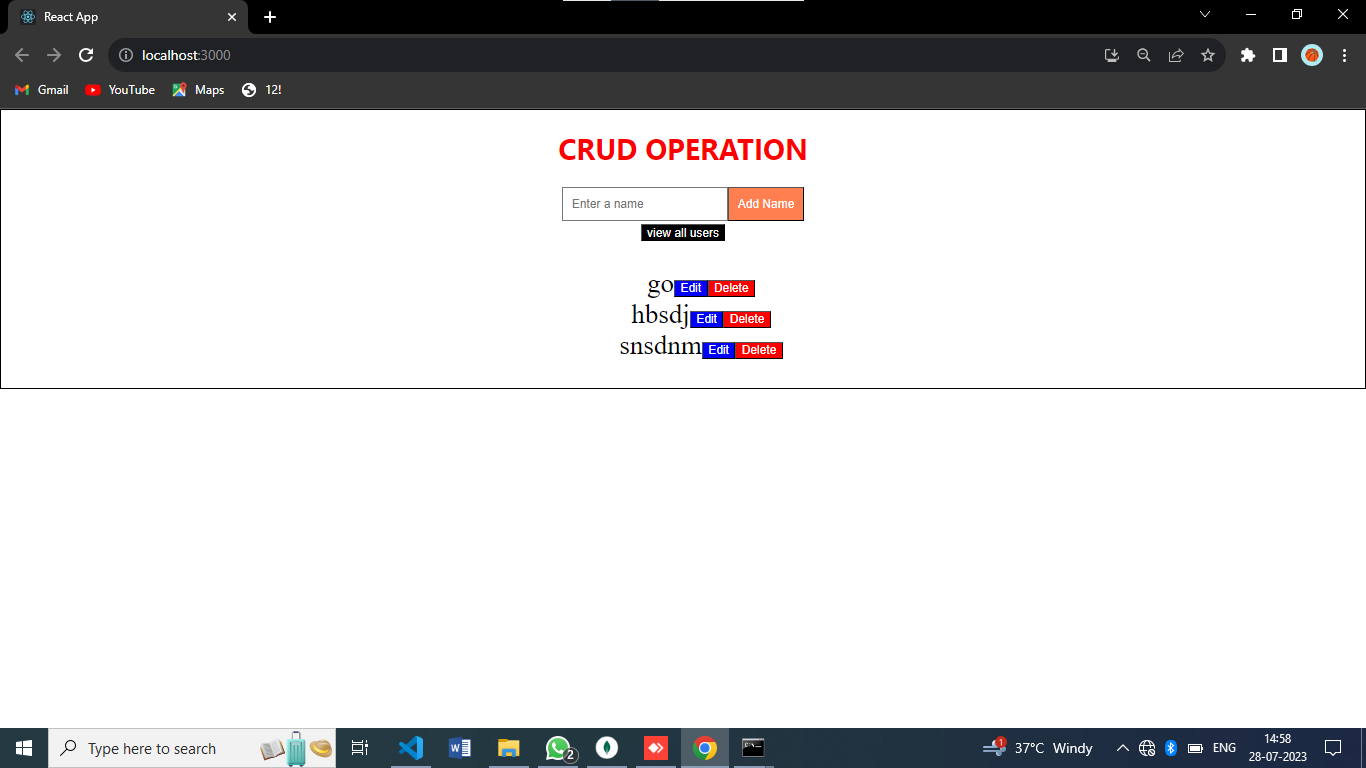 React App
localhost:3000
Gmail YouTube Maps 12!
CRUD OPERATION
Enter a name Add Name
view all users
go Edit Delete
hbsdj Edit Delete
snsdnm Edit Delete
Type here to search 2 1 37°C Windy ENG 14:58
28-07-2023